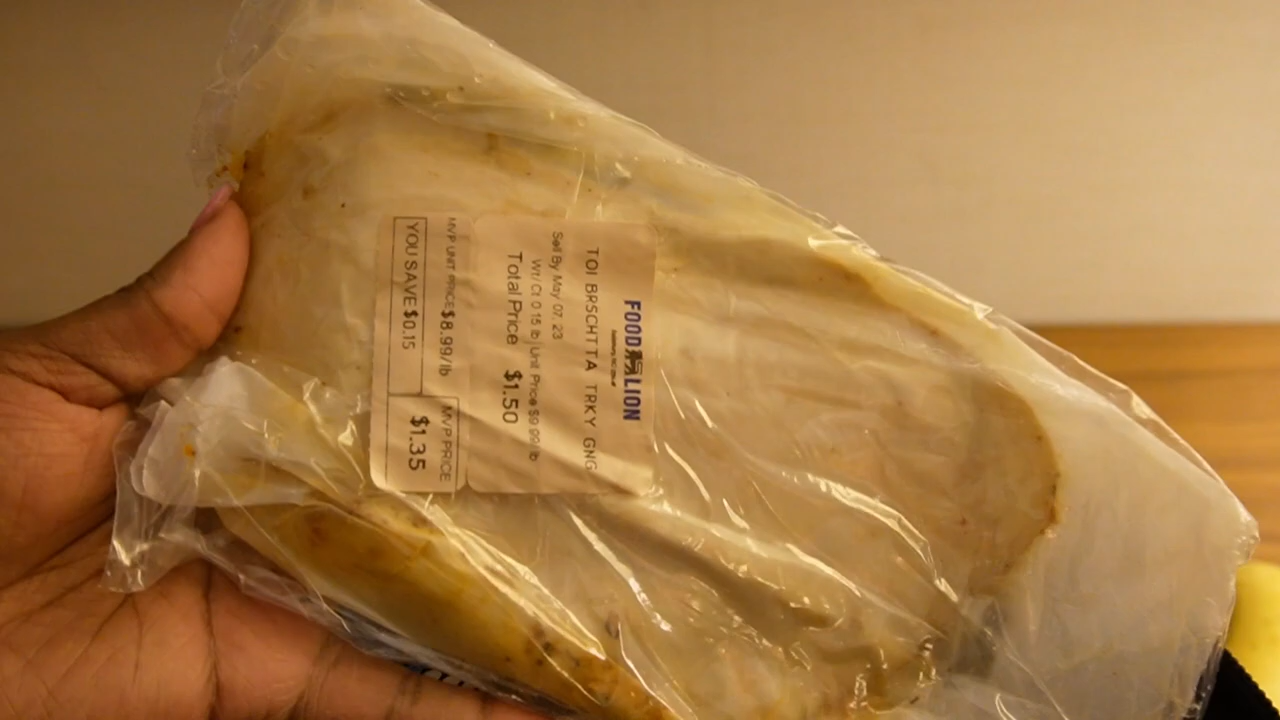 FOOD LION
TOI BRSCHTTA TRKY GNG
Sell By May 07, 23
Wt/ Ct 0.15 lb Unit Price $9.99/lb
Total Price $1.50
MVP UNIT PRICE $8.99/lb
MVP PRICE
$1.35
YOU SAVE $0.15